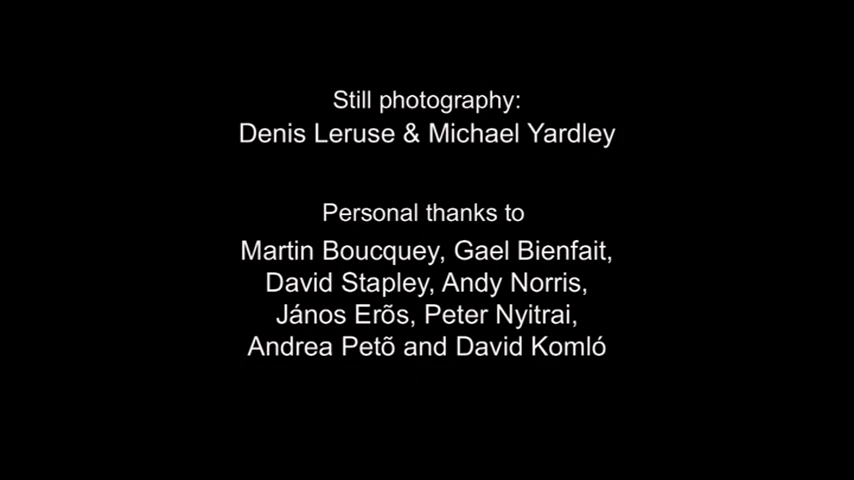 Still photography:
Denis Leruse & Michael Yardley
Personal thanks to
Martin Boucquey, Gael Bienfait,
David Stapley, Andy Norris,
János Erõs, Peter Nyitrai,
Andrea Petõ and David Komló